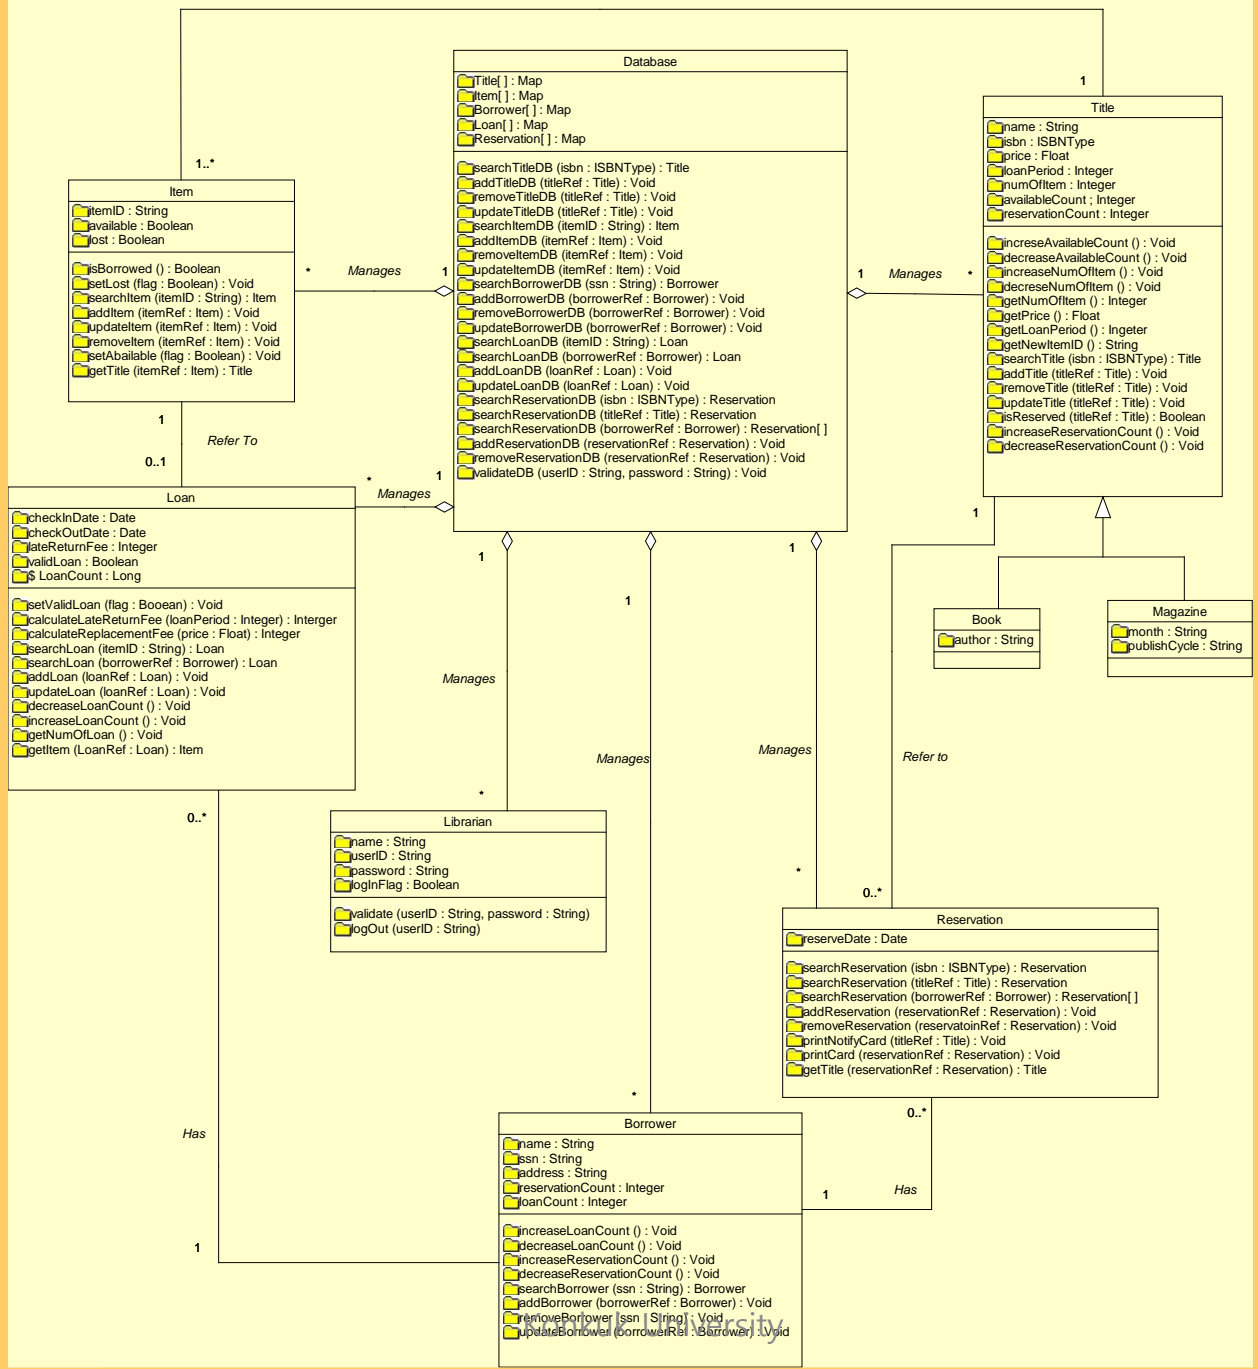 1
1..*
Database
Title[ ] : Map
Item[ ] : Map
Borrower[ ] : Map
Loan[ ] : Map
Reservation[ ] : Map
searchTitleDB (isbn : ISBNType) : Title
addTitleDB (titleRef : Title) : Void
removeTitleDB (titleRef : Title) : Void
updateTitleDB (titleRef : Title) : Void
searchItemDB (itemID : String) : Item
addItemDB (itemRef : Item) : Void
removeItemDB (itemRef : Item) : Void
updateItemDB (itemRef : Item) : Void
searchBorrowerDB (ssn : String) : Borrower
addBorrowerDB (borrowerRef : Borrower) : Void
removeBorrowerDB (borrowerRef : Borrower) : Void
updateBorrowerDB (borrowerRef : Borrower) : Void
searchLoanDB (itemID : String) : Loan
searchLoanDB (borrowerRef : Borrower) : Loan
addLoanDB (loanRef : Loan) : Void
updateLoanDB (loanRef : Loan) : Void
searchReservationDB (isbn : ISBNType) : Reservation
searchReservationDB (titleRef : Title) : Reservation
searchReservationDB (borrowerRef : Borrower) : Reservation[ ]
addReservationDB (reservationRef : Reservation) : Void
removeReservationDB (reservationRef : Reservation) : Void
validateDB (userID : String, password : String) : Void
Title
name : String
isbn : ISBNType
price : Float
loanPeriod : Integer
numOfItem : Integer
availableCount ; Integer
reservationCount : Integer
increseAvailableCount () : Void
decreaseAvailableCount () : Void
increaseNumOfItem () : Void
decreseNumOfItem () : Void
getNumOfItem () : Integer
getPrice () : Float
getLoanPeriod () : Ingeter
getNewItemID () : String
searchTitle (isbn : ISBNType) : Title
addTitle (titleRef : Title) : Void
removeTitle (titleRef : Title) : Void
updateTitle (titleRef : Title) : Void
isReserved (titleRef : Title) : Boolean
increaseReservationCount () : Void
decreaseReservationCount () : Void
Item
itemID : String
available : Boolean
lost : Boolean
isBorrowed () : Boolean
setLost (flag : Boolean) : Void
searchItem (itemID : String) : Item
addItem (itemRef : Item) : Void
updateItem (itemRef : Item) : Void
removeItem (itemRef : Item) : Void
setAbailable (flag : Boolean) : Void
getTitle (itemRef : Item) : Title
* Manages 1
1 Manages *
1
Refer To
0..1
* 1
Manages
Loan
checkInDate : Date
checkOutDate : Date
lateReturnFee : Integer
validLoan : Boolean
$ LoanCount : Long
setValidLoan (flag : Booean) : Void
calculateLateReturnFee (loanPeriod : Integer) : Interger
calculateReplacementFee (price : Float) : Integer
searchLoan (itemID : String) : Loan
searchLoan (borrowerRef : Borrower) : Loan
addLoan (loanRef : Loan) : Void
updateLoan (loanRef : Loan) : Void
decreaseLoanCount () : Void
increaseLoanCount () : Void
getNumOfLoan () : Void
getItem (LoanRef : Loan) : Item
1
Manages
*
1
Manages
*
1
Manages
*
1
Refer to
0..*
Book
author : String
Magazine
month : String
publishCycle : String
Librarian
name : String
userID : String
password : String
logInFlag : Boolean
validate (userID : String, password : String)
logOut (userID : String)
Reservation
reserveDate : Date
searchReservation (isbn : ISBNType) : Reservation
searchReservation (titleRef : Title) : Reservation
searchReservation (borrowerRef : Borrower) : Reservation[ ]
addReservation (reservationRef : Reservation) : Void
removeReservation (reservatoinRef : Reservation) : Void
printNotifyCard (titleRef : Title) : Void
printCard (reservationRef : Reservation) : Void
getTitle (reservationRef : Reservation) : Title
0..*
Has
1
0..*
Has
1
Borrower
name : String
ssn : String
address : String
reservationCount : Integer
loanCount : Integer
increaseLoanCount () : Void
decreaseLoanCount () : Void
increaseReservationCount () : Void
decreaseReservationCount () : Void
searchBorrower (ssn : String) : Borrower
addBorrower (borrowerRef : Borrower) : Void
removeBorrower (ssn : String) : Void
updateBorrower (borrowerRef : Borrower) : Void
Konkuk University